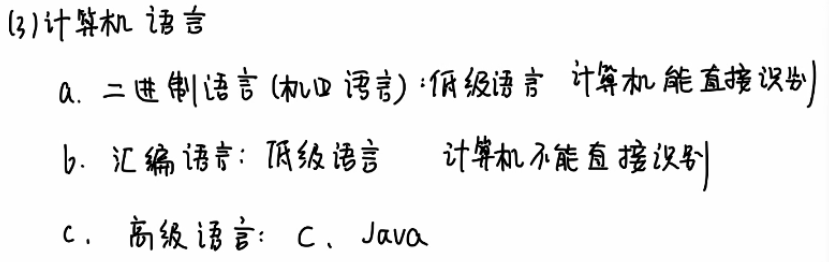 (3)计算机语言
a. 二进制语言(机口语言):低级语言 计算机能直接识别
b. 汇编语言: 低级语言 计算机不能直接识别
c. 高级语言: C、Java